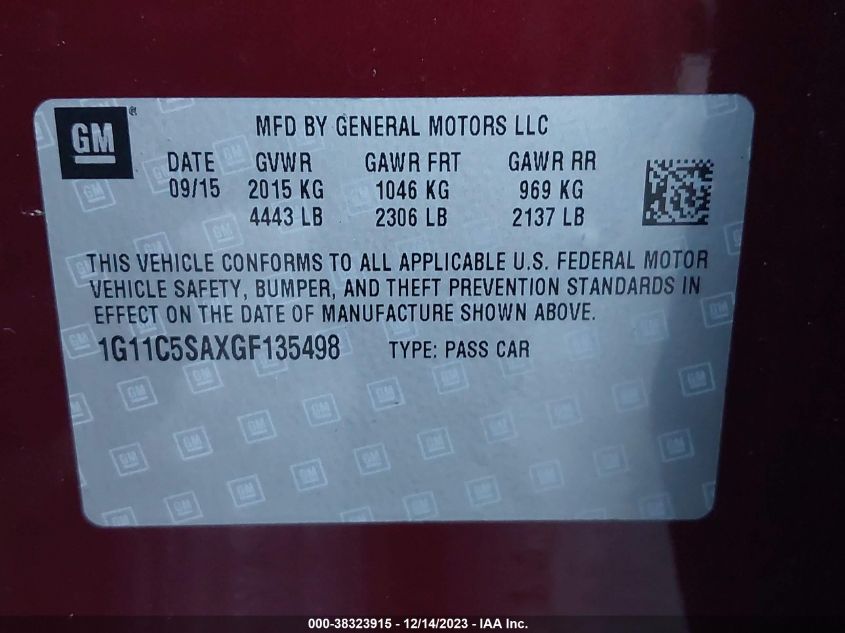 GM ®
MFD BY GENERAL MOTORS LLC
DATE GVWR GAWR FRT GAWR RR
09/15 2015 KG 1046 KG 969 KG
4443 LB 2306 LB 2137 LB
THIS VEHICLE CONFORMS TO ALL APPLICABLE U.S. FEDERAL MOTOR
VEHICLE SAFETY, BUMPER, AND THEFT PREVENTION STANDARDS IN
EFFECT ON THE DATE OF MANUFACTURE SHOWN ABOVE.
1G11C5SAXGF135498 TYPE: PASS CAR
000-38323915 - 12/14/2023 - IAA Inc.